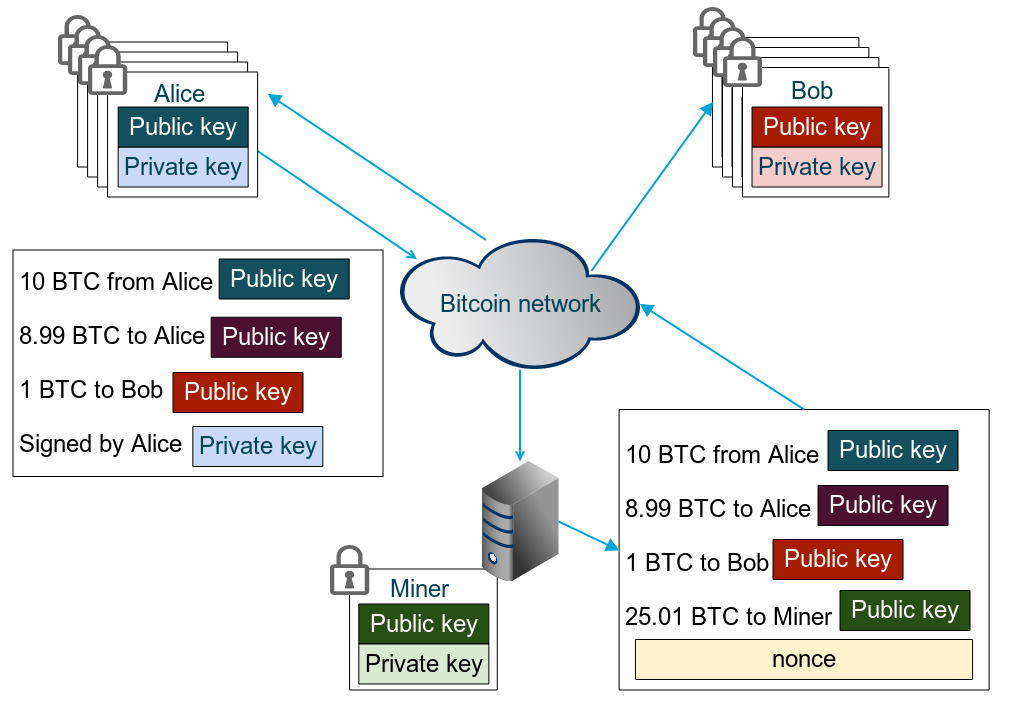 Alice
Public key
Private key
Bob
Public key
Private key
10 BTC from Alice Public key
8.99 BTC to Alice Public key
1 BTC to Bob Public key
Signed by Alice Private key
Bitcoin network
Miner
Public key
Private key
10 BTC from Alice Public key
8.99 BTC to Alice Public key
1 BTC to Bob Public key
25.01 BTC to Miner Public key
nonce